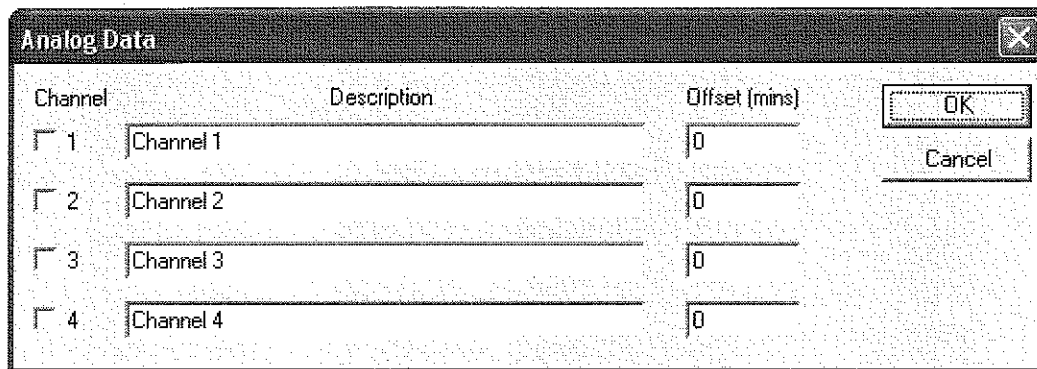 Analog Data
Channel Description Offset (mins)
OK
1 Channel 1 0
Cancel
2 Channel 2 0
3 Channel 3 0
4 Channel 4 0